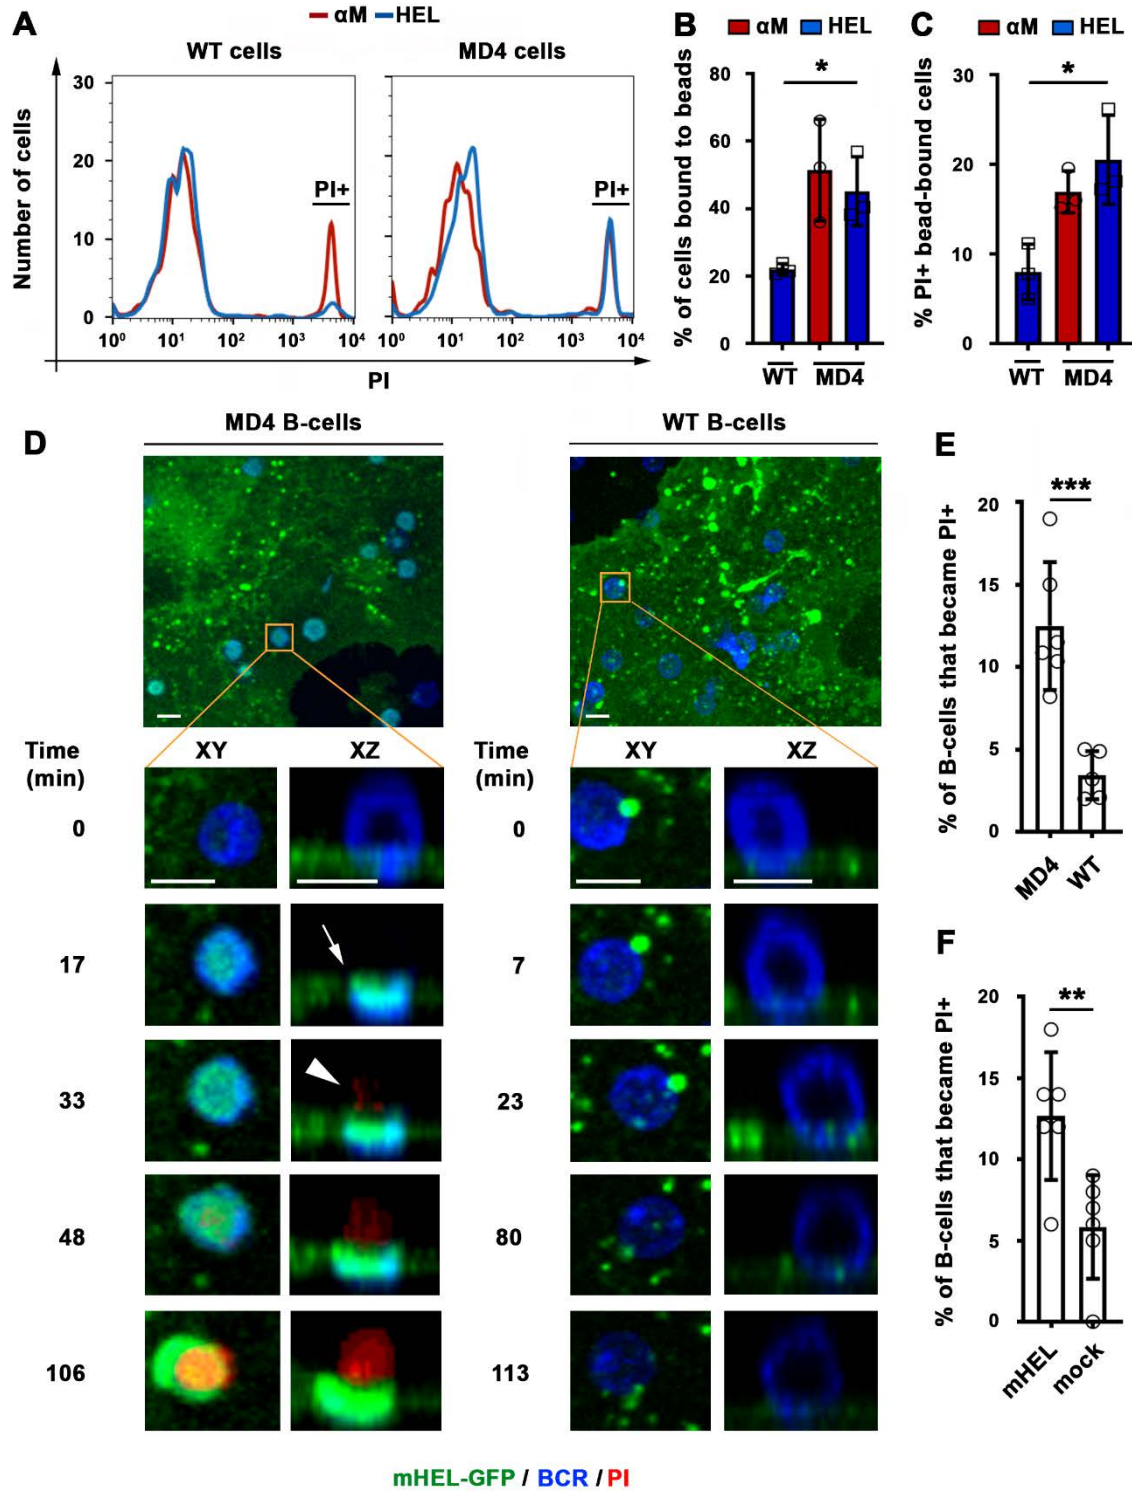 A
αM HEL
WT cells
MD4 cells
Number of cells
30
20
10
0
PI+
PI+
10⁰ 10¹ 10² 10³ 10⁴
10⁰ 10¹ 10² 10³ 10⁴
PI
B
αM HEL
% of cells bound to beads
80
60
40
20
0
*
WT MD4
C
αM HEL
% PI+ bead-bound cells
30
20
10
0
*
WT MD4
D
MD4 B-cells
WT B-cells
Time
(min)
XY XZ
0
17
33
48
106
Time
(min)
XY XZ
0
7
23
80
113
mHEL-GFP / BCR / PI
E
% of B-cells that became PI+
20
15
10
5
0
***
MD4 WT
F
% of B-cells that became PI+
20
15
10
5
0
**
mHEL mock